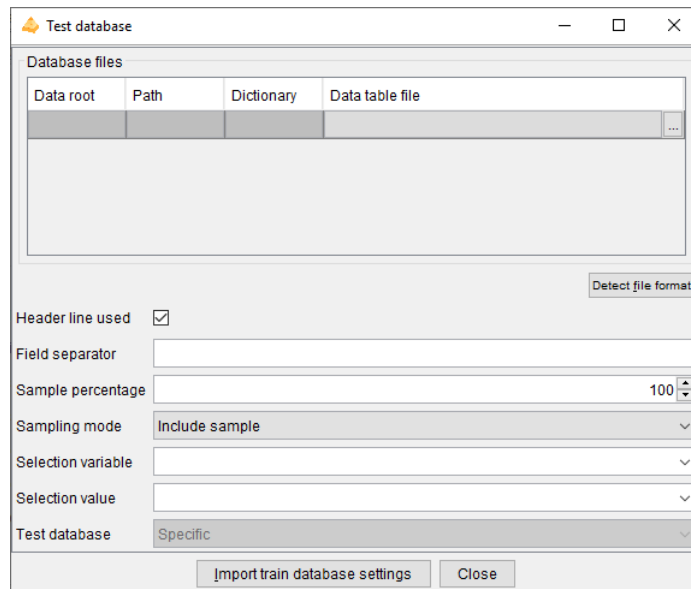 Test database
Database files
Data root Path Dictionary Data table file
...
Detect file format
Header line used
Field separator
Sample percentage 100
Sampling mode Include sample
Selection variable
Selection value
Test database Specific
Import train database settings Close